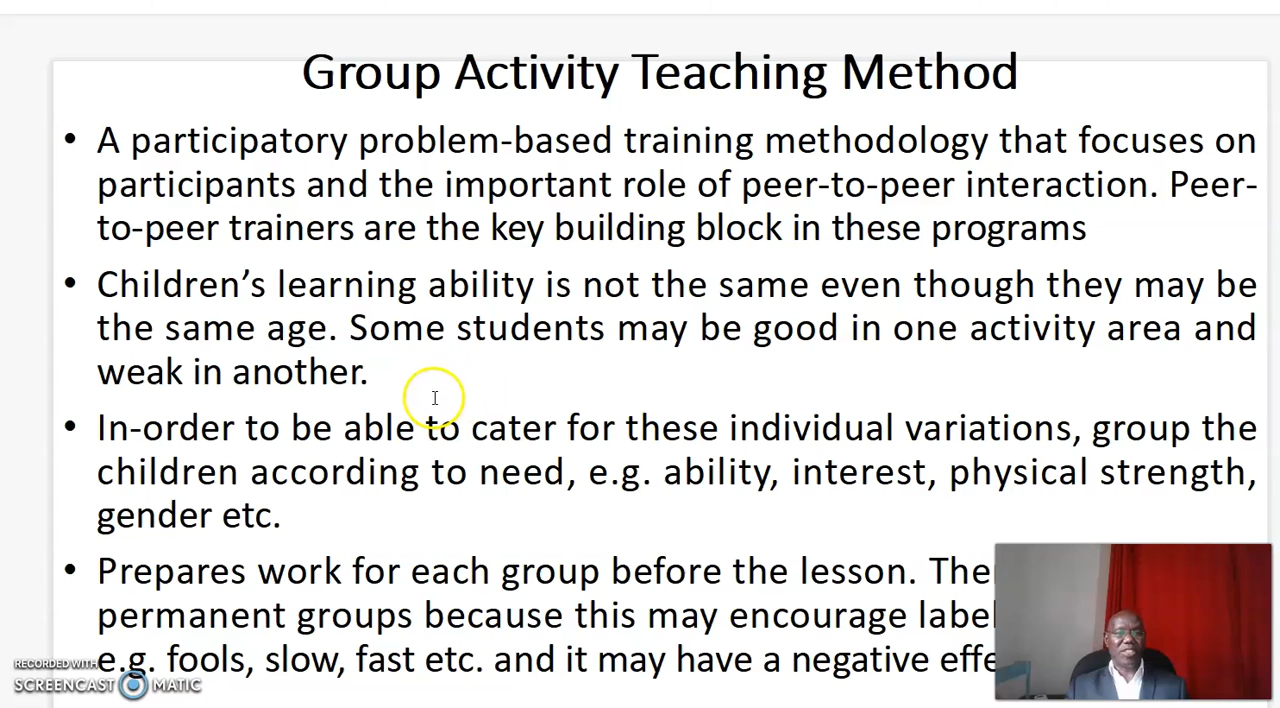 Group Activity Teaching Method
• A participatory problem-based training methodology that focuses on
participants and the important role of peer-to-peer interaction. Peer-
to-peer trainers are the key building block in these programs
• Children’s learning ability is not the same even though they may be
the same age. Some students may be good in one activity area and
weak in another.
• In-order to be able to cater for these individual variations, group the
children according to need, e.g. ability, interest, physical strength,
gender etc.
• Prepares work for each group before the lesson.
permanent groups because this may encourage
e.g. fools, slow, fast etc. and it may have a negative
RECORDED WITH
SCREENCAST MATIC